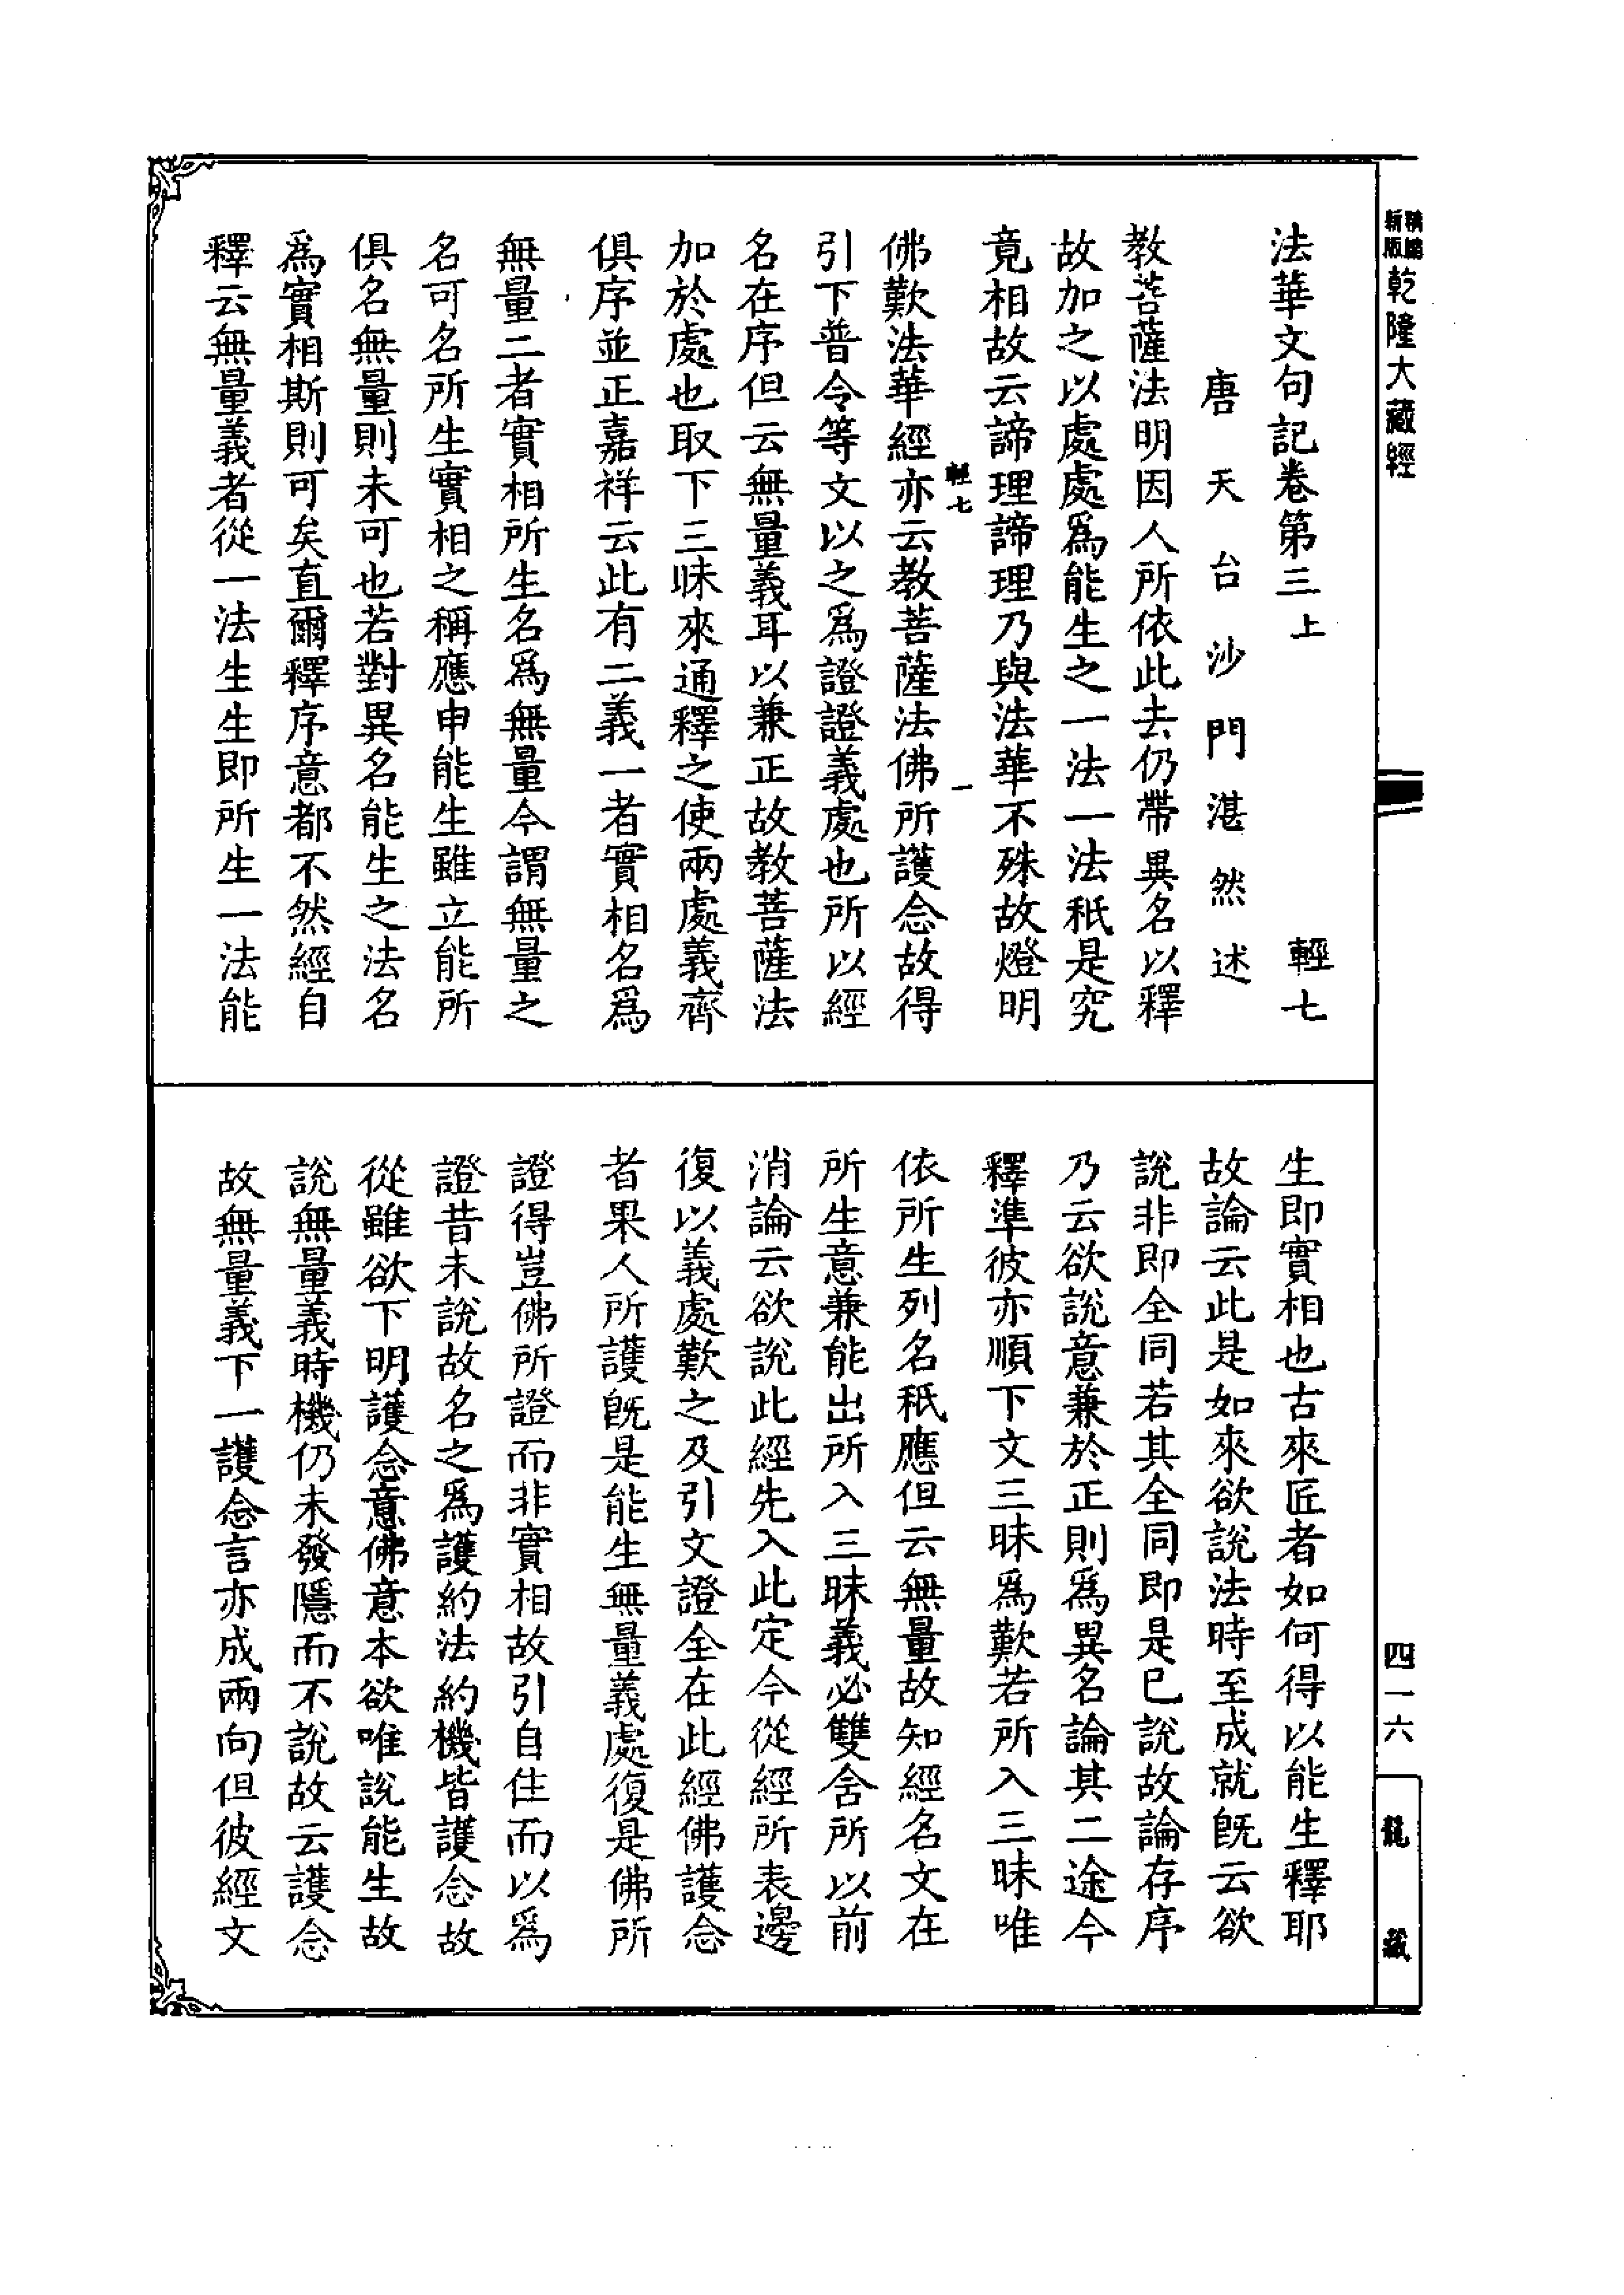 精編
新版
乾隆大藏經
法華文句記卷第三上 輕七
唐天台沙門湛然述
教菩薩法明因人所依此去仍帶異名以釋
故加之以處處爲能生之一法一法秖是究
竟相故云諦理諦理乃與法華不殊故燈明
輕七 一
佛歎法華經亦云教菩薩法佛所護念故得
引下普令等文以之爲證證義處也所以經
名在序但云無量義耳以兼正故教菩薩法
加於處也取下三昧來通釋之使兩處義齊
俱序並正嘉祥云此有二義一者實相名爲
無量二者實相所生名爲無量今謂無量之
名可名所生實相之稱應申能生雖立能所
俱名無量則未可也若對異名能生之法名
爲實相斯則可矣直爾釋序意都不然經自
釋云無量義者從一法生生即所生一法能
生即實相也古來匠者如何得以能生釋耶
故論云此是如來欲說法時至成就既云欲
說非即全同若其全同即是已說故論存序
乃云欲說意兼於正則爲異名論其二途今
釋準彼亦順下文三昧爲歎若所入三昧唯
依所生列名秖應但云無量故知經名文在
所生意兼能出所入三昧義必雙舍所以前
消論云欲說此經先入此定今從經所表邊
復以義處歎之及引文證全在此經佛護念
者果人所護既是能生無量義處復是佛所
證得豈佛所證而非實相故引自住而以爲
證昔未說故名之爲護約法約機皆護念故
從雖欲下明護念意佛意本欲唯說能生故
說無量義時機仍未發隱而不說故云護念
故無量義下一護念言亦成兩向但彼經文
四一六
龍藏